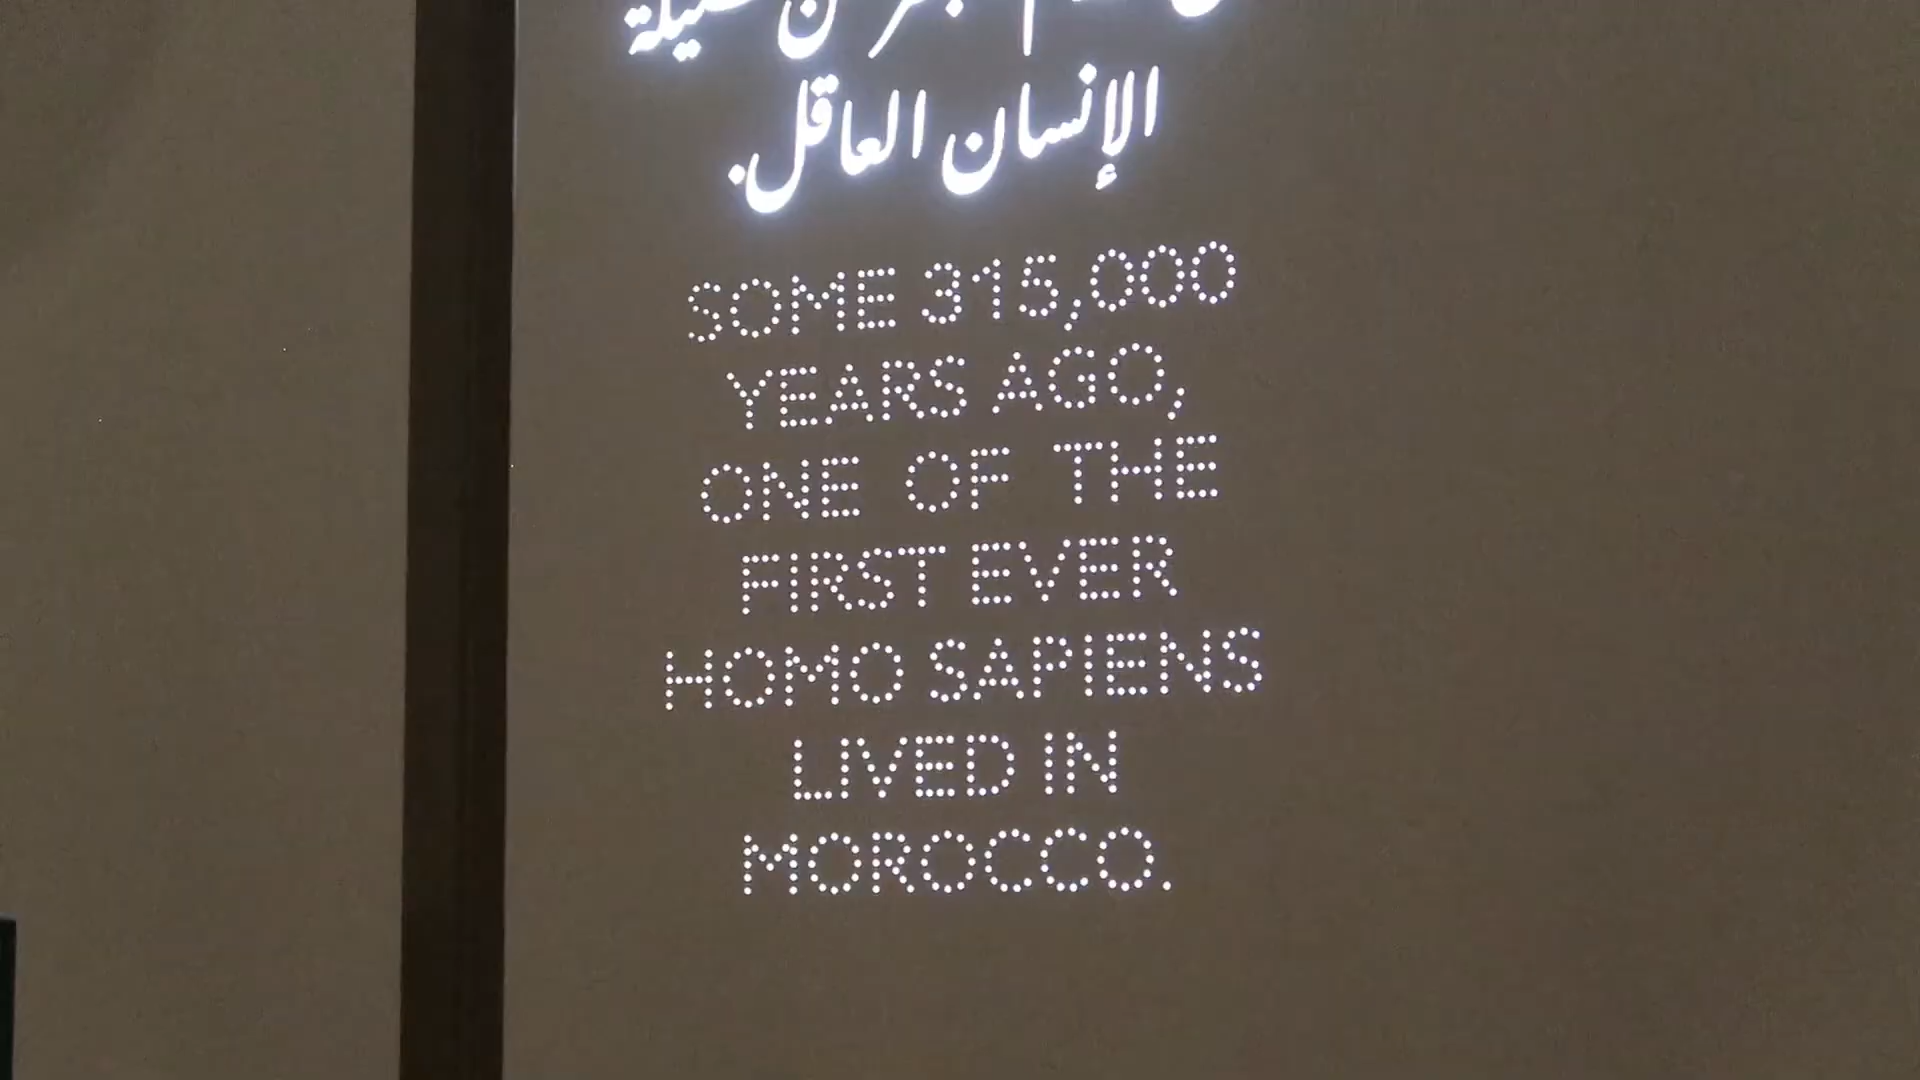 الإنسان العاقل.
SOME 315,000
YEARS AGO,
ONE OF THE
FIRST EVER
HOMO SAPIENS
LIVED IN
MOROCCO.